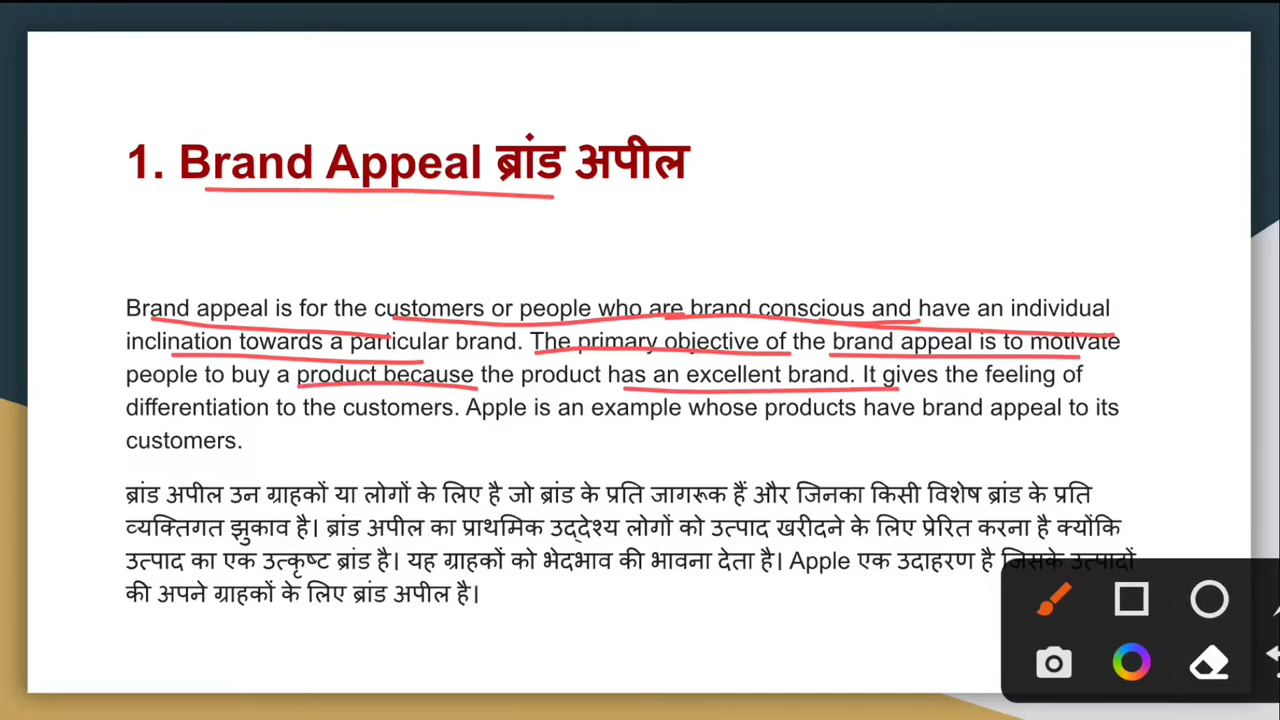 1. Brand Appeal ब्रांड अपील
Brand appeal is for the customers or people who are brand conscious and have an individual
inclination towards a particular brand. The primary objective of the brand appeal is to motivate
people to buy a product because the product has an excellent brand. It gives the feeling of
differentiation to the customers. Apple is an example whose products have brand appeal to its
customers.
ब्रांड अपील उन ग्राहकों या लोगों के लिए है जो ब्रांड के प्रति जागरूक हैं और जिनका किसी विशेष ब्रांड के प्रति
व्यक्तिगत झुकाव है। ब्रांड अपील का प्राथमिक उद्देश्य लोगों को उत्पाद खरीदने के लिए प्रेरित करना है क्योंकि
उत्पाद का एक उत्कृष्ट ब्रांड है। यह ग्राहकों को भेदभाव की भावना देता है। Apple एक उदाहरण है जिसके उत्पादों
की अपने ग्राहकों के लिए ब्रांड अपील है।